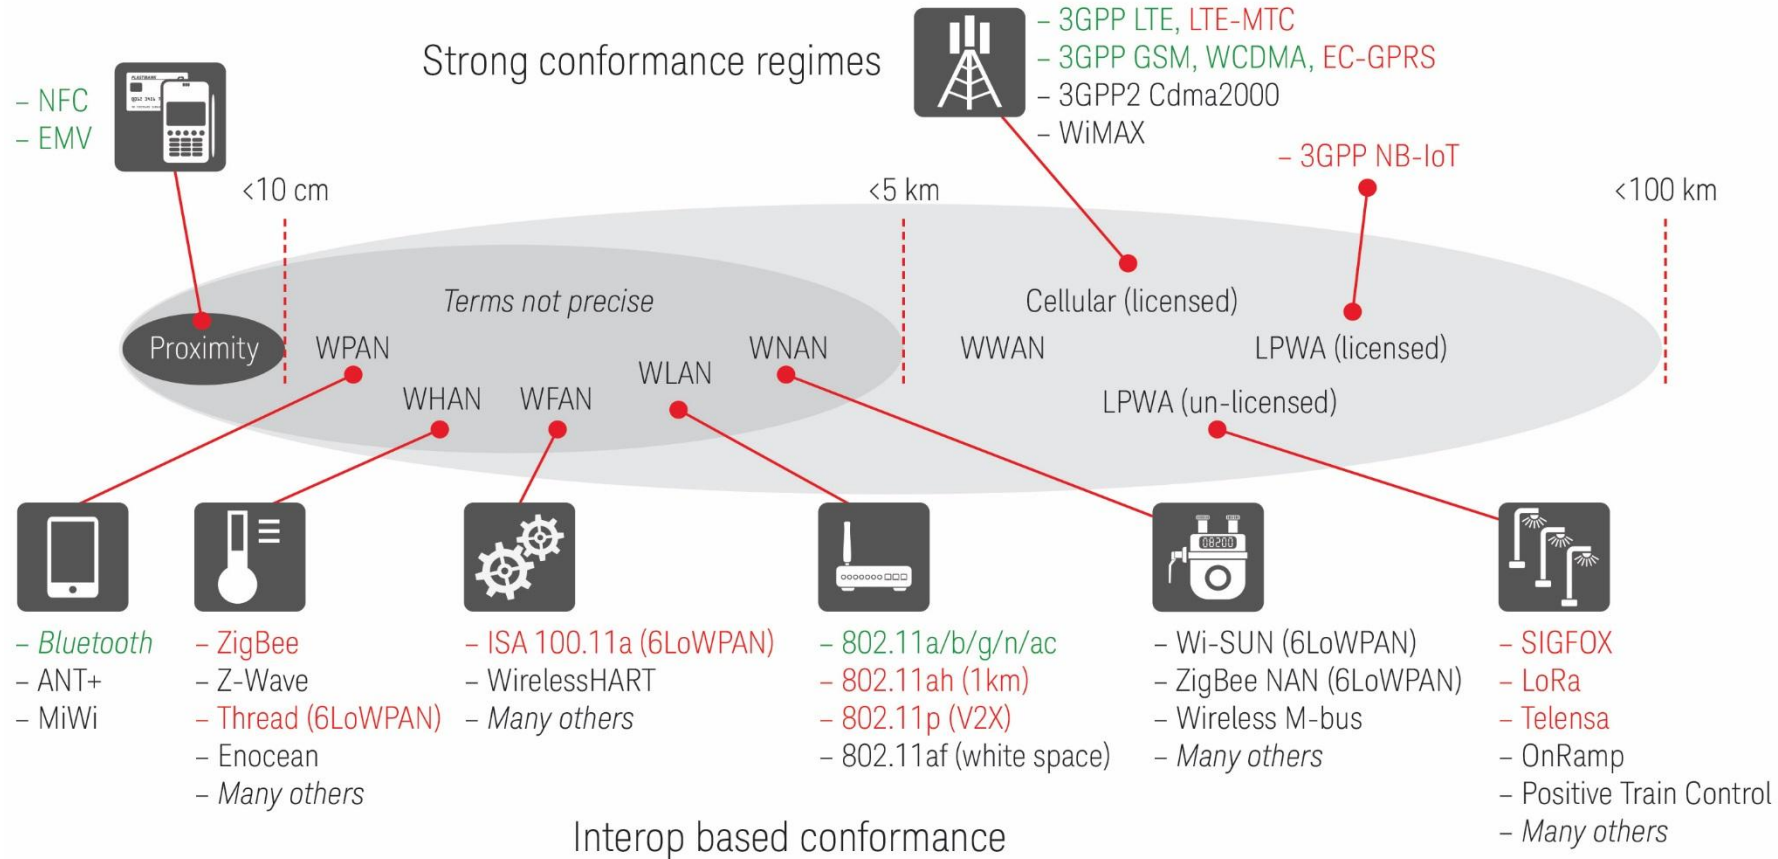 Strong conformance regimes
– NFC
– EMV
PLASTIBANK
– 3GPP LTE, LTE-MTC
– 3GPP GSM, WCDMA, EC-GPRS
– 3GPP2 Cdma2000
– WiMAX
– 3GPP NB-IoT
<10 cm
<5 km
<100 km
Terms not precise
Cellular (licensed)
Proximity
WPAN
WHAN
WFAN
WLAN
WNAN
WWAN
LPWA (licensed)
LPWA (un-licensed)
08200
– Bluetooth
– ANT+
– MiWi
– ZigBee
– Z-Wave
– Thread (6LoWPAN)
– Enocean
– Many others
– ISA 100.11a (6LoWPAN)
– WirelessHART
– Many others
– 802.11a/b/g/n/ac
– 802.11ah (1km)
– 802.11p (V2X)
– 802.11af (white space)
– Wi-SUN (6LoWPAN)
– ZigBee NAN (6LoWPAN)
– Wireless M-bus
– Many others
– SIGFOX
– LoRa
– Telensa
– OnRamp
– Positive Train Control
– Many others
Interop based conformance